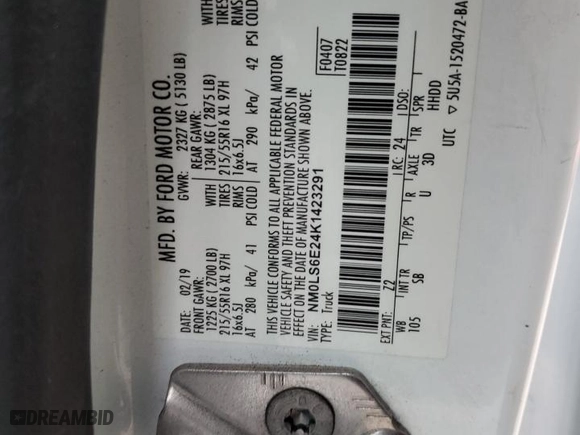 MFD. BY FORD MOTOR CO.
DATE: 02/19 GVWR: 2327 KG ( 5130 LB)
FRONT GAWR: REAR GAWR:
1225 KG ( 2700 LB) WITH 1304 KG ( 2875 LB) WITH
215/55R16 XL 97H TIRES 215/55R16 XL 97H TIRES
16x6.5J RIMS 16x6.5J RIMS
AT 280 kPa/ 41 PSI COLD AT 290 kPa/ 42 PSI COLD
THIS VEHICLE CONFORMS TO ALL APPLICABLE FEDERAL MOTOR
VEHICLE SAFETY AND THEFT PREVENTION STANDARDS IN
EFFECT ON THE DATE OF MANUFACTURE SHOWN ABOVE.
VIN: NM0LS6E24K1423291
TYPE: Truck
F0407
T0822
EXT PNT: Z2 RC: 24 DSO:
WB INT TR TP/PS R AXLE TR SPR
105 SB U 3D HHDD
UTC ▽ 5U5A-1520472-BA
DREAMBID